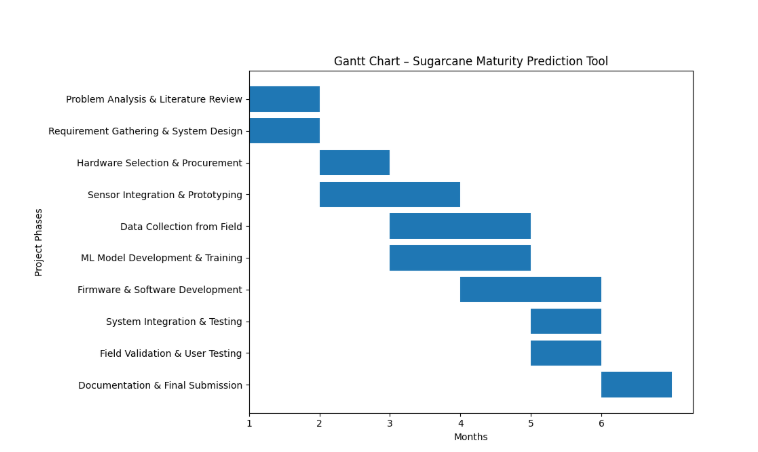 Gantt Chart – Sugarcane Maturity Prediction Tool
Problem Analysis & Literature Review
Requirement Gathering & System Design
Hardware Selection & Procurement
Sensor Integration & Prototyping
Data Collection from Field
ML Model Development & Training
Firmware & Software Development
System Integration & Testing
Field Validation & User Testing
Documentation & Final Submission
Project Phases
1 2 3 4 5 6
Months